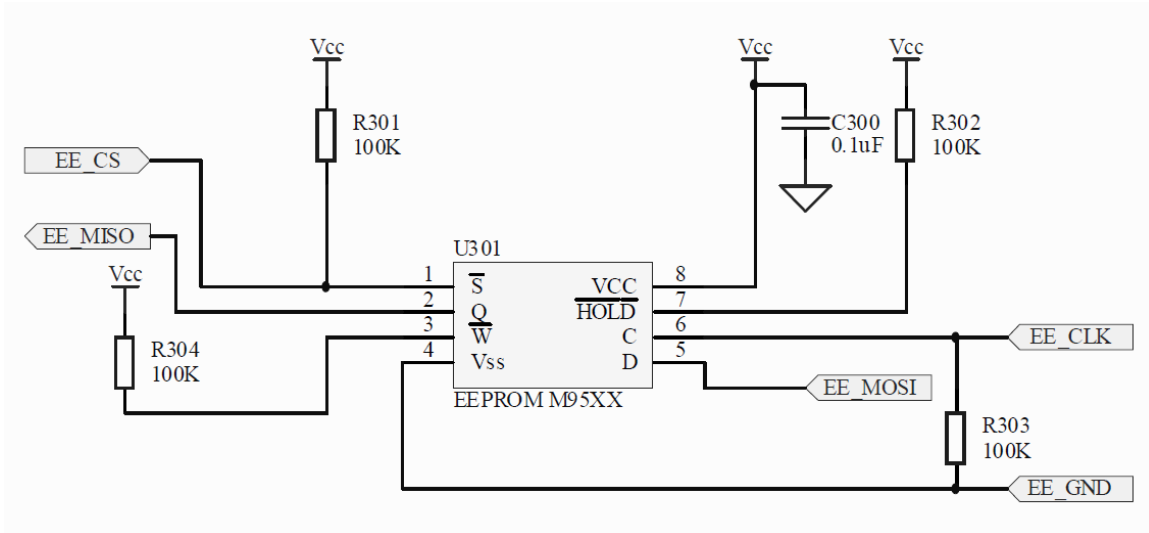 Vcc
Vcc
Vcc
R301
100K
C300
0.1uF
R302
100K
EE_CS
EE_MISO
Vcc
R304
100K
U301
1
S
2
Q
3
W
4
Vss
VCC
8
HOLD
7
C
6
D
5
EEPROM M95XX
EE_CLK
EE_MOSI
R303
100K
EE_GND